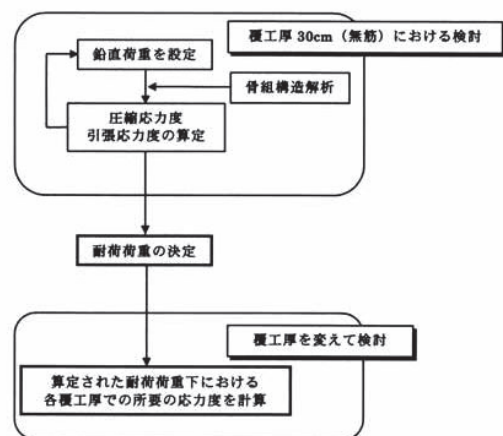 覆工厚 30cm（無筋）における検討
鉛直荷重を設定
骨組構造解析
圧縮応力度
引張応力度の算定
耐荷荷重の決定
覆工厚を変えて検討
算定された耐荷荷重下における
各覆工厚での所要の応力度を計算